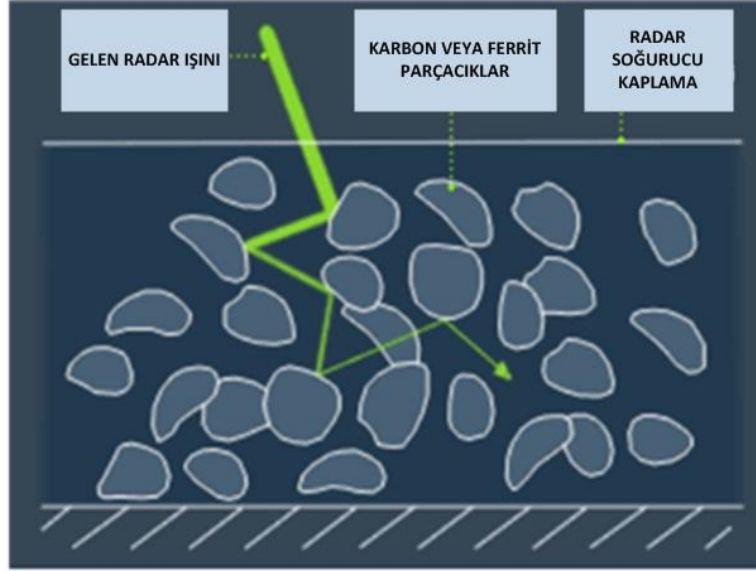 GELEN RADAR IŞINI
KARBON VEYA FERRİT
PARÇACIKLAR
RADAR
SOĞURUCU
KAPLAMA